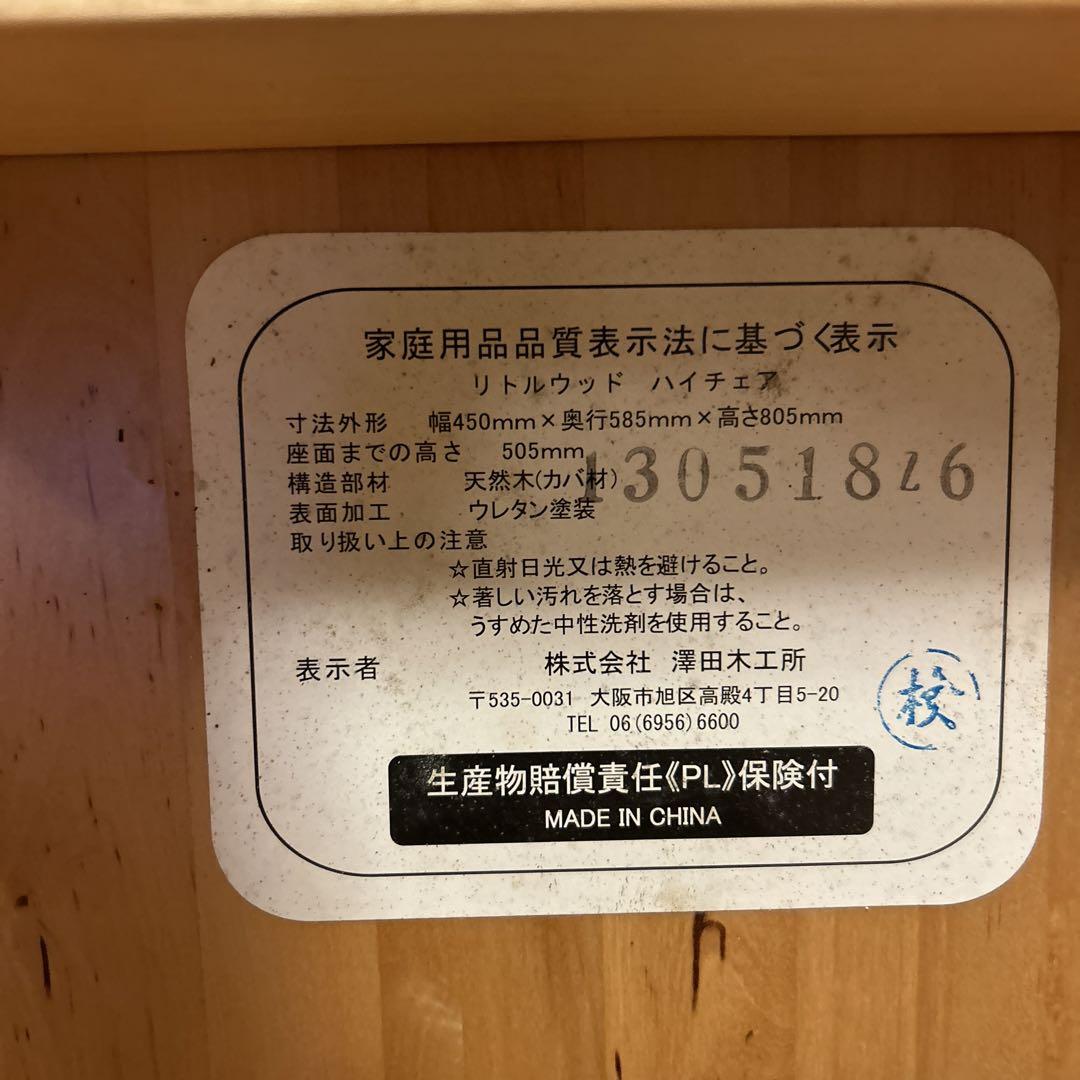 家庭用品品質表示法に基づく表示
リトルウッド ハイチェア
寸法外形 幅450mm×奥行585mm×高さ805mm
座面までの高さ 505mm
構造部材 天然木(カバ材)
130518
表面加工 ウレタン塗装
取り扱い上の注意
☆直射日光又は熱を避けること。
☆著しい汚れを落とす場合は、
うすめた中性洗剤を使用すること。
表示者 株式会社 澤田木工所
〒535-0031 大阪市旭区高殿4丁目5-20
TEL 06(6956)6600
検
生産物賠償責任《PL》保険付
MADE IN CHINA